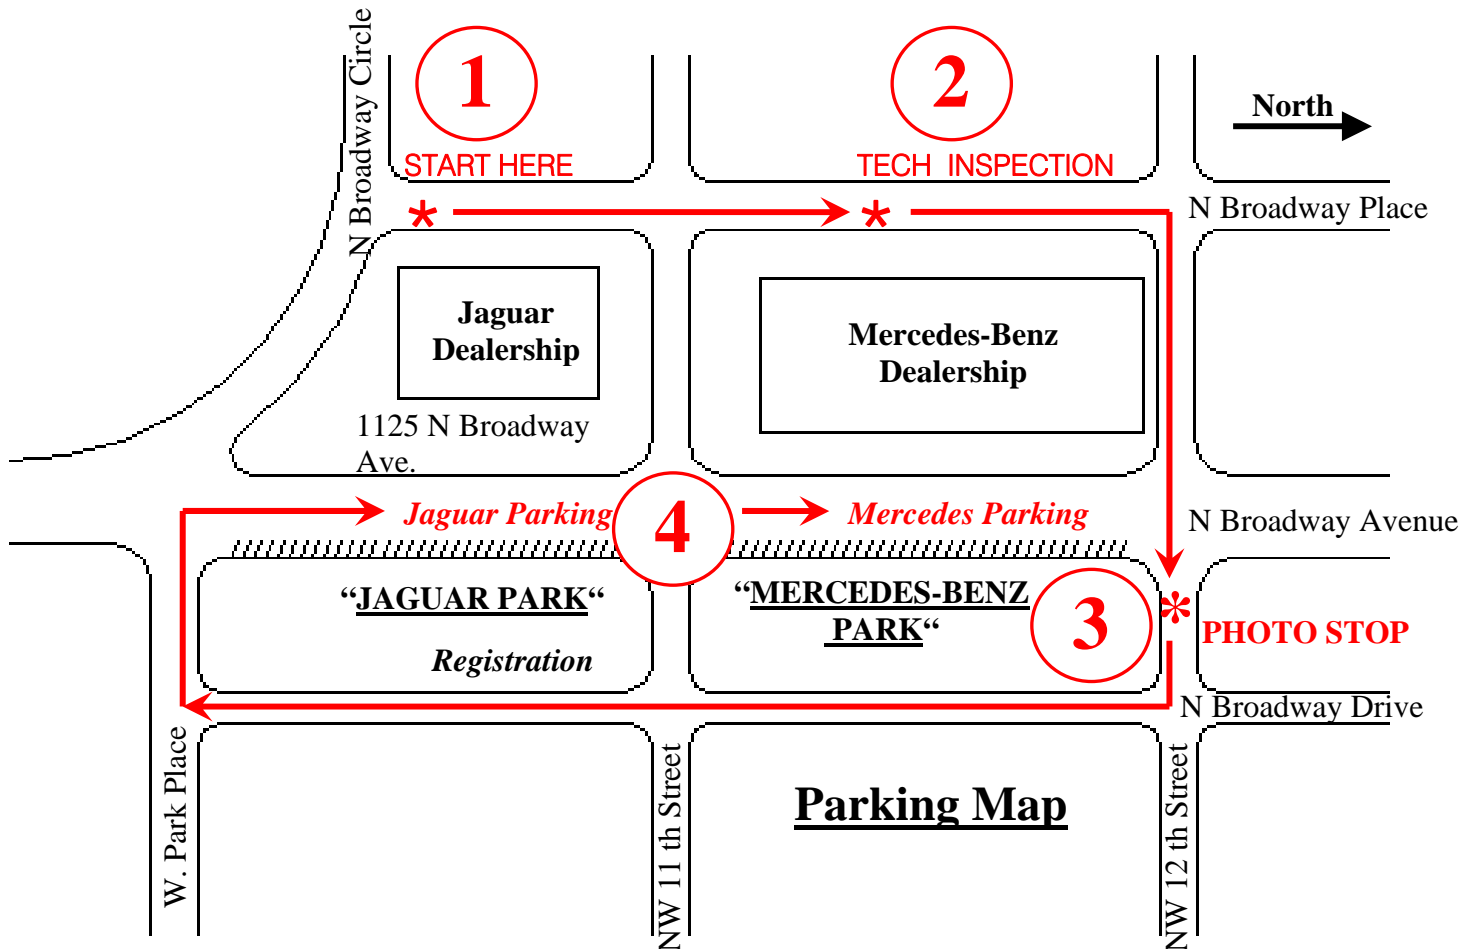 N Broadway Circle
1
START HERE
2
TECH INSPECTION
North
* *
N Broadway Place
Jaguar
Dealership
Mercedes-Benz
Dealership
1125 N Broadway
Ave.
Jaguar Parking
4
Mercedes Parking
N Broadway Avenue
“JAGUAR PARK“
Registration
“MERCEDES-BENZ
PARK“
3
*
PHOTO STOP
N Broadway Drive
W. Park Place
NW 11 th Street
Parking Map
NW 12 th Street